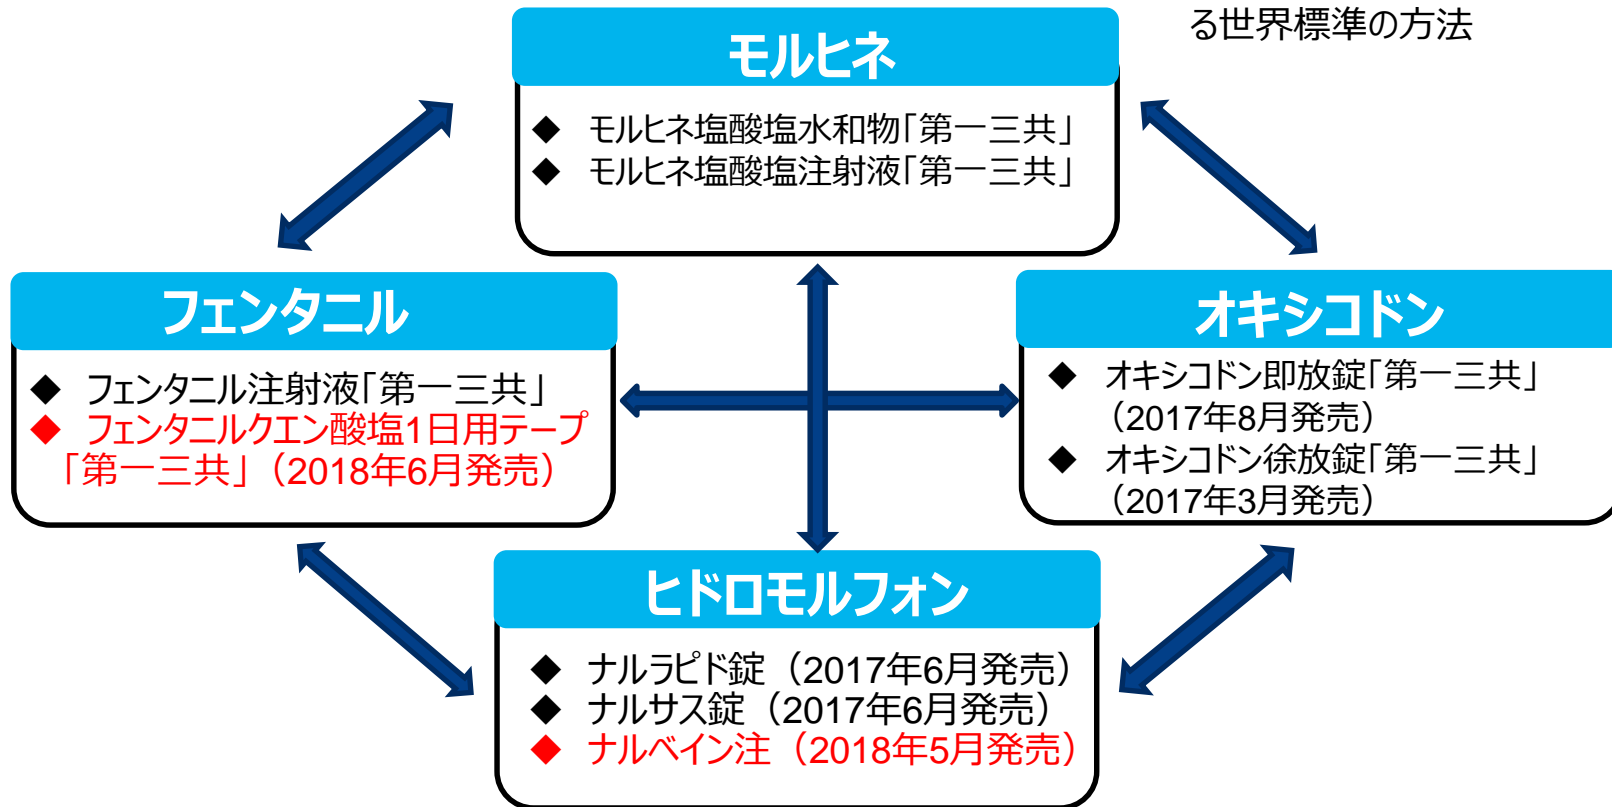 る世界標準の方法
モルヒネ
◆ モルヒネ塩酸塩水和物「第一三共」
◆ モルヒネ塩酸塩注射液「第一三共」
フェンタニル
◆ フェンタニル注射液「第一三共」
◆ フェンタニルクエン酸塩1日用テープ
「第一三共」（2018年6月発売）
オキシコドン
◆ オキシコドン即放錠「第一三共」
（2017年8月発売）
◆ オキシコドン徐放錠「第一三共」
（2017年3月発売）
ヒドロモルフォン
◆ ナルラピド錠（2017年6月発売）
◆ ナルサス錠（2017年6月発売）
◆ ナルベイン注（2018年5月発売）